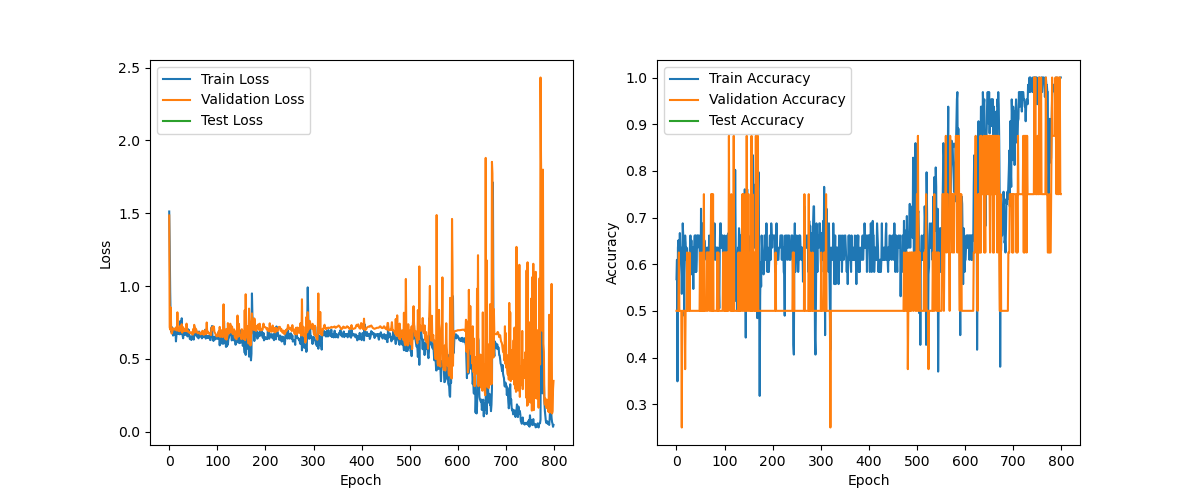 2.5
2.0
1.5
1.0
0.5
0.0
Loss
Train Loss
Validation Loss
Test Loss
0 100 200 300 400 500 600 700 800
Epoch
1.0
0.9
0.8
0.7
0.6
0.5
0.4
0.3
Accuracy
Train Accuracy
Validation Accuracy
Test Accuracy
0 100 200 300 400 500 600 700 800
Epoch